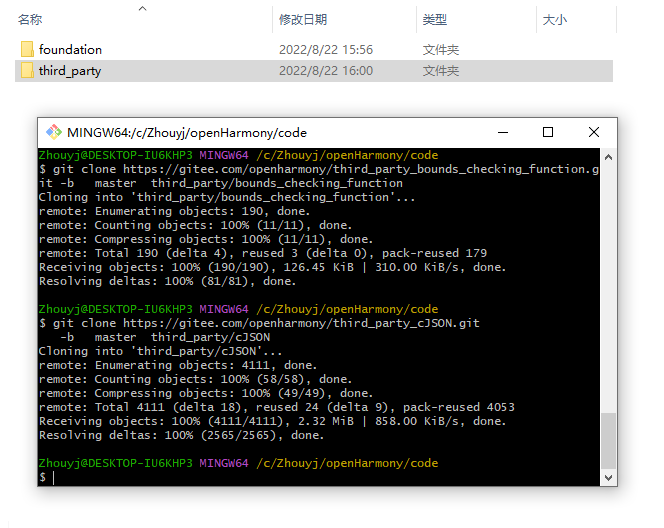 名称 修改日期 类型 大小
foundation 2022/8/22 15:56 文件夹
third_party 2022/8/22 16:00 文件夹
MINGW64:/c/Zhouyj/openHarmony/code
Zhouyj@DESKTOP-IU6KHP3 MINGW64 /c/Zhouyj/openHarmony/code
$ git clone https://gitee.com/openharmony/third_party_bounds_checking_function.g
it -b   master  third_party/bounds_checking_function
Cloning into 'third_party/bounds_checking_function'...
remote: Enumerating objects: 190, done.
remote: Counting objects: 100% (11/11), done.
remote: Compressing objects: 100% (11/11), done.
remote: Total 190 (delta 4), reused 3 (delta 0), pack-reused 179
Receiving objects: 100% (190/190), 126.45 KiB | 310.00 KiB/s, done.
Resolving deltas: 100% (81/81), done.
Zhouyj@DESKTOP-IU6KHP3 MINGW64 /c/Zhouyj/openHarmony/code
$ git clone https://gitee.com/openharmony/third_party_cJSON.git
   -b   master  third_party/cJSON
Cloning into 'third_party/cJSON'...
remote: Enumerating objects: 4111, done.
remote: Counting objects: 100% (58/58), done.
remote: Compressing objects: 100% (49/49), done.
remote: Total 4111 (delta 18), reused 24 (delta 9), pack-reused 4053
Receiving objects: 100% (4111/4111), 2.32 MiB | 858.00 KiB/s, done.
Resolving deltas: 100% (2565/2565), done.
Zhouyj@DESKTOP-IU6KHP3 MINGW64 /c/Zhouyj/openHarmony/code
$